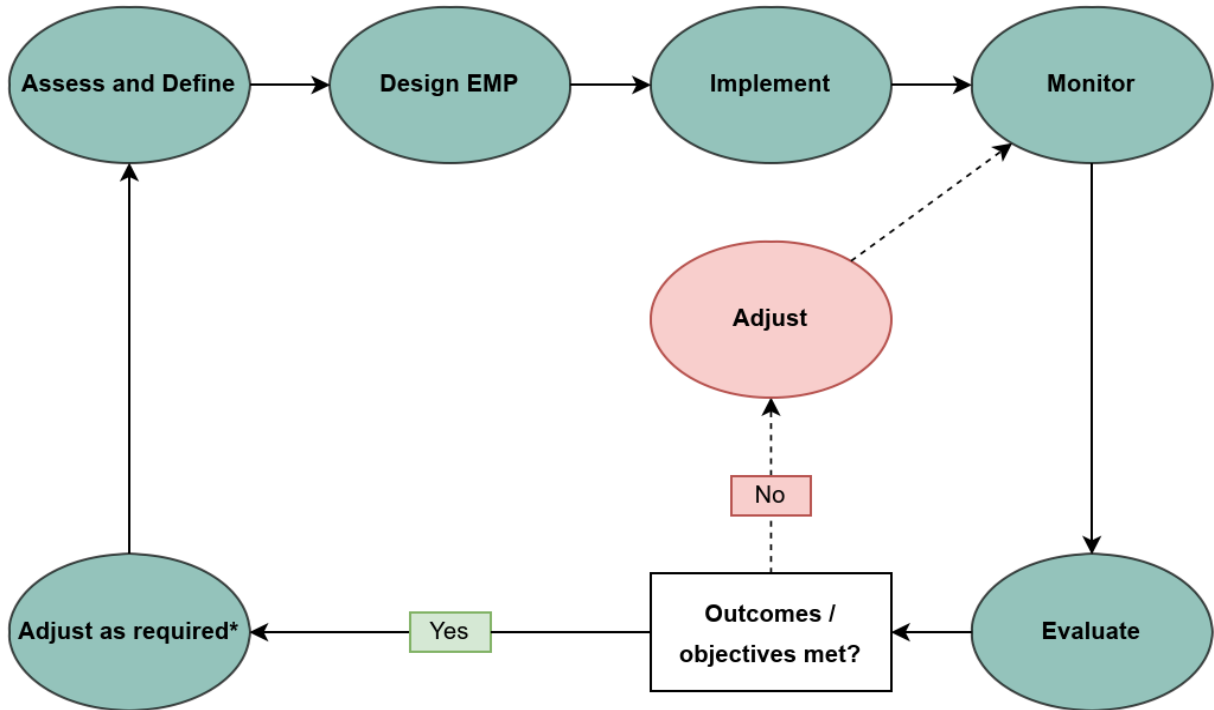 Assess and Define
Design EMP
Implement
Monitor
Adjust
No
Adjust as required*
Yes
Outcomes /
objectives met?
Evaluate